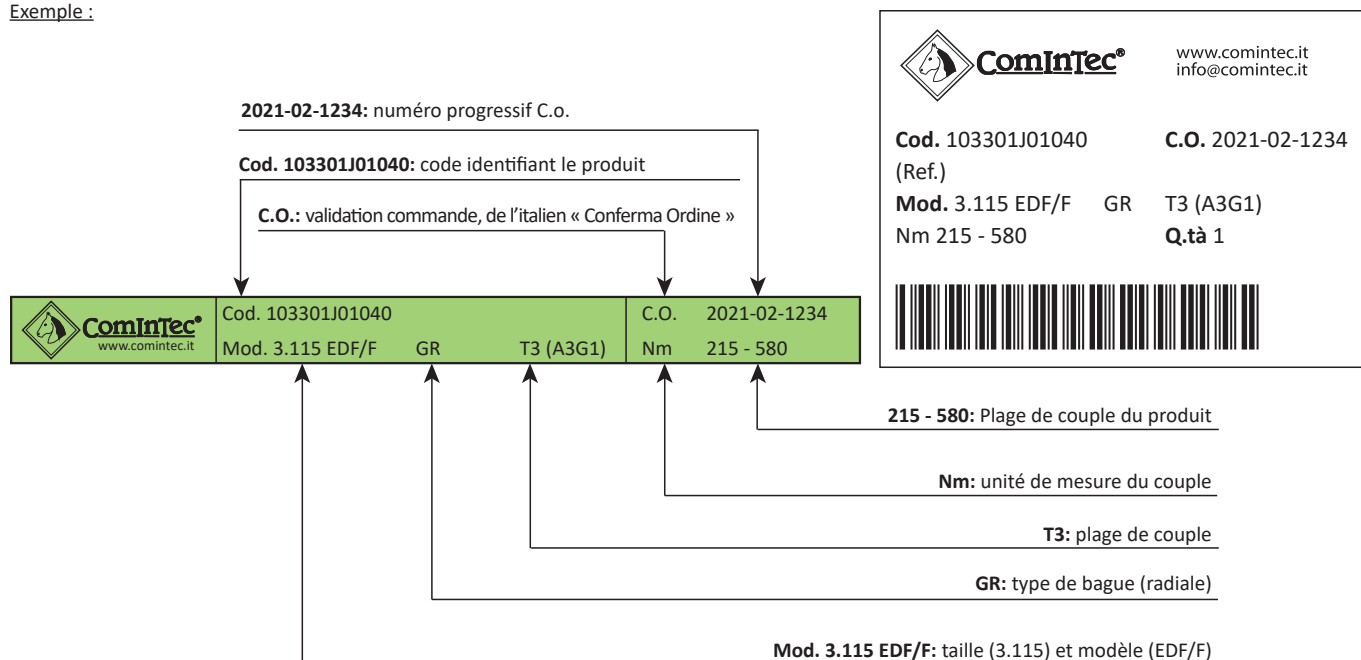 Exemple :
ComInTec®
www.comintec.it
info@comintec.it
Cod. 103301J01040 C.O. 2021-02-1234
(Ref.)
Mod. 3.115 EDF/F GR T3 (A3G1)
Nm 215 - 580 Q.tà 1
2021-02-1234: numéro progressif C.o.
Cod. 103301J01040: code identifiant le produit
C.O.: validation commande, de l’italien « Conferma Ordine »
ComInTec®
www.comintec.it
Cod. 103301J01040 C.O. 2021-02-1234
Mod. 3.115 EDF/F GR T3 (A3G1) Nm 215 - 580
215 - 580: Plage de couple du produit
Nm: unité de mesure du couple
T3: plage de couple
GR: type de bague (radiale)
Mod. 3.115 EDF/F: taille (3.115) et modèle (EDF/F)